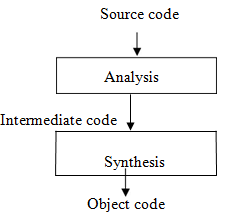 Source code
Analysis
Intermediate code
Synthesis
Object code